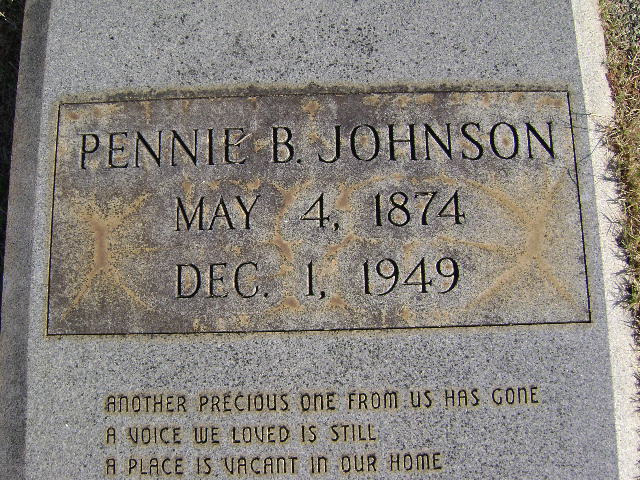 PENNIE B. JOHNSON
MAY 4, 1874
DEC. 1, 1949
ANOTHER PRECIOUS ONE FROM US HAS GONE
A VOICE WE LOVED IS STILL
A PLACE IS VACANT IN OUR HOME